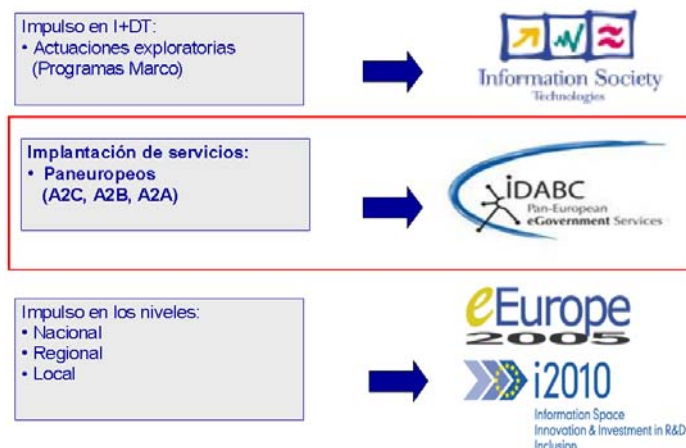 Impulso en I+DT:
• Actuaciones exploratorias
(Programas Marco)
Information Society
Technologies
Implantación de servicios:
• Paneuropeos
(A2C, A2B, A2A)
iDABC
Pan-European
eGovernment Services
Impulso en los niveles:
• Nacional
• Regional
• Local
eEurope
2005
i2010
Information Space
Innovation & Investment in R&D
Inclusion